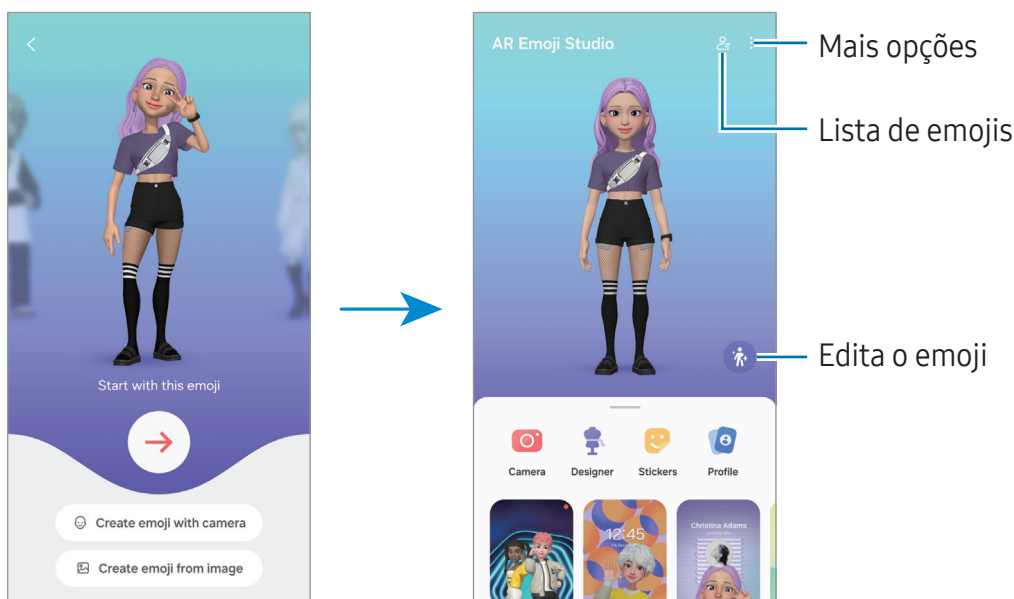 Start with this emoji
Create emoji with camera
Create emoji from image
AR Emoji Studio
Mais opções
Lista de emojis
Edita o emoji
Camera
Designer
Stickers
Profile
12:45
Christina Adams